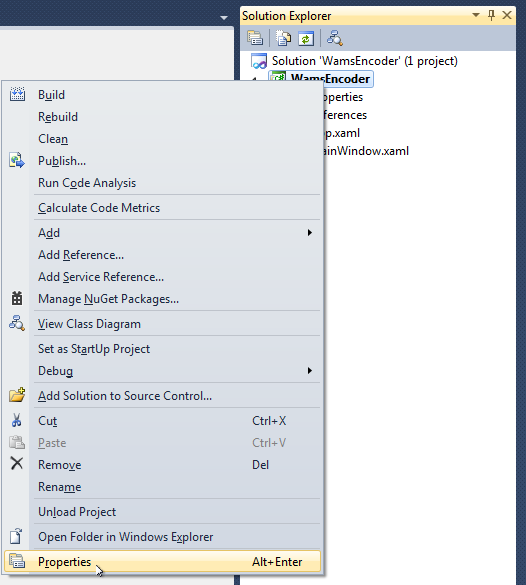 Solution Explorer
Solution 'WamsEncoder' (1 project)
WamsEncoder
operties
ferences
p.xaml
ainWindow.xaml
Build
Rebuild
Clean
Publish...
Run Code Analysis
Calculate Code Metrics
Add
Add Reference...
Add Service Reference...
Manage NuGet Packages...
View Class Diagram
Set as StartUp Project
Debug
Add Solution to Source Control...
Cut Ctrl+X
Paste Ctrl+V
Remove Del
Rename
Unload Project
Open Folder in Windows Explorer
Properties Alt+Enter